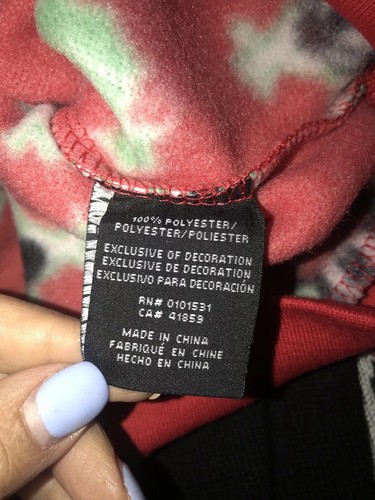 100% POLYESTER/
POLYESTER/POLIESTER
EXCLUSIVE OF DECORATION
EXCLUSIVE DE DECORATION
EXCLUSIVO PARA DECORACIÓN
RN# 0101531
CA# 41859
MADE IN CHINA
FABRIQUÉ EN CHINE
HECHO EN CHINA